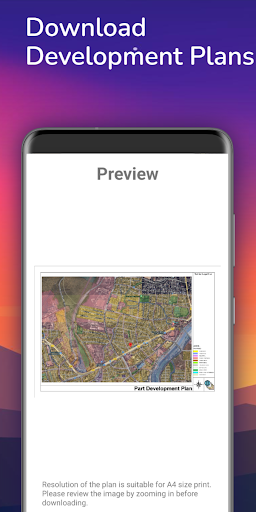 Download
Development Plans
Preview
Part Development Plan
Resolution of the plan is suitable for A4 size print.
Please review the image by zooming in before
downloading.